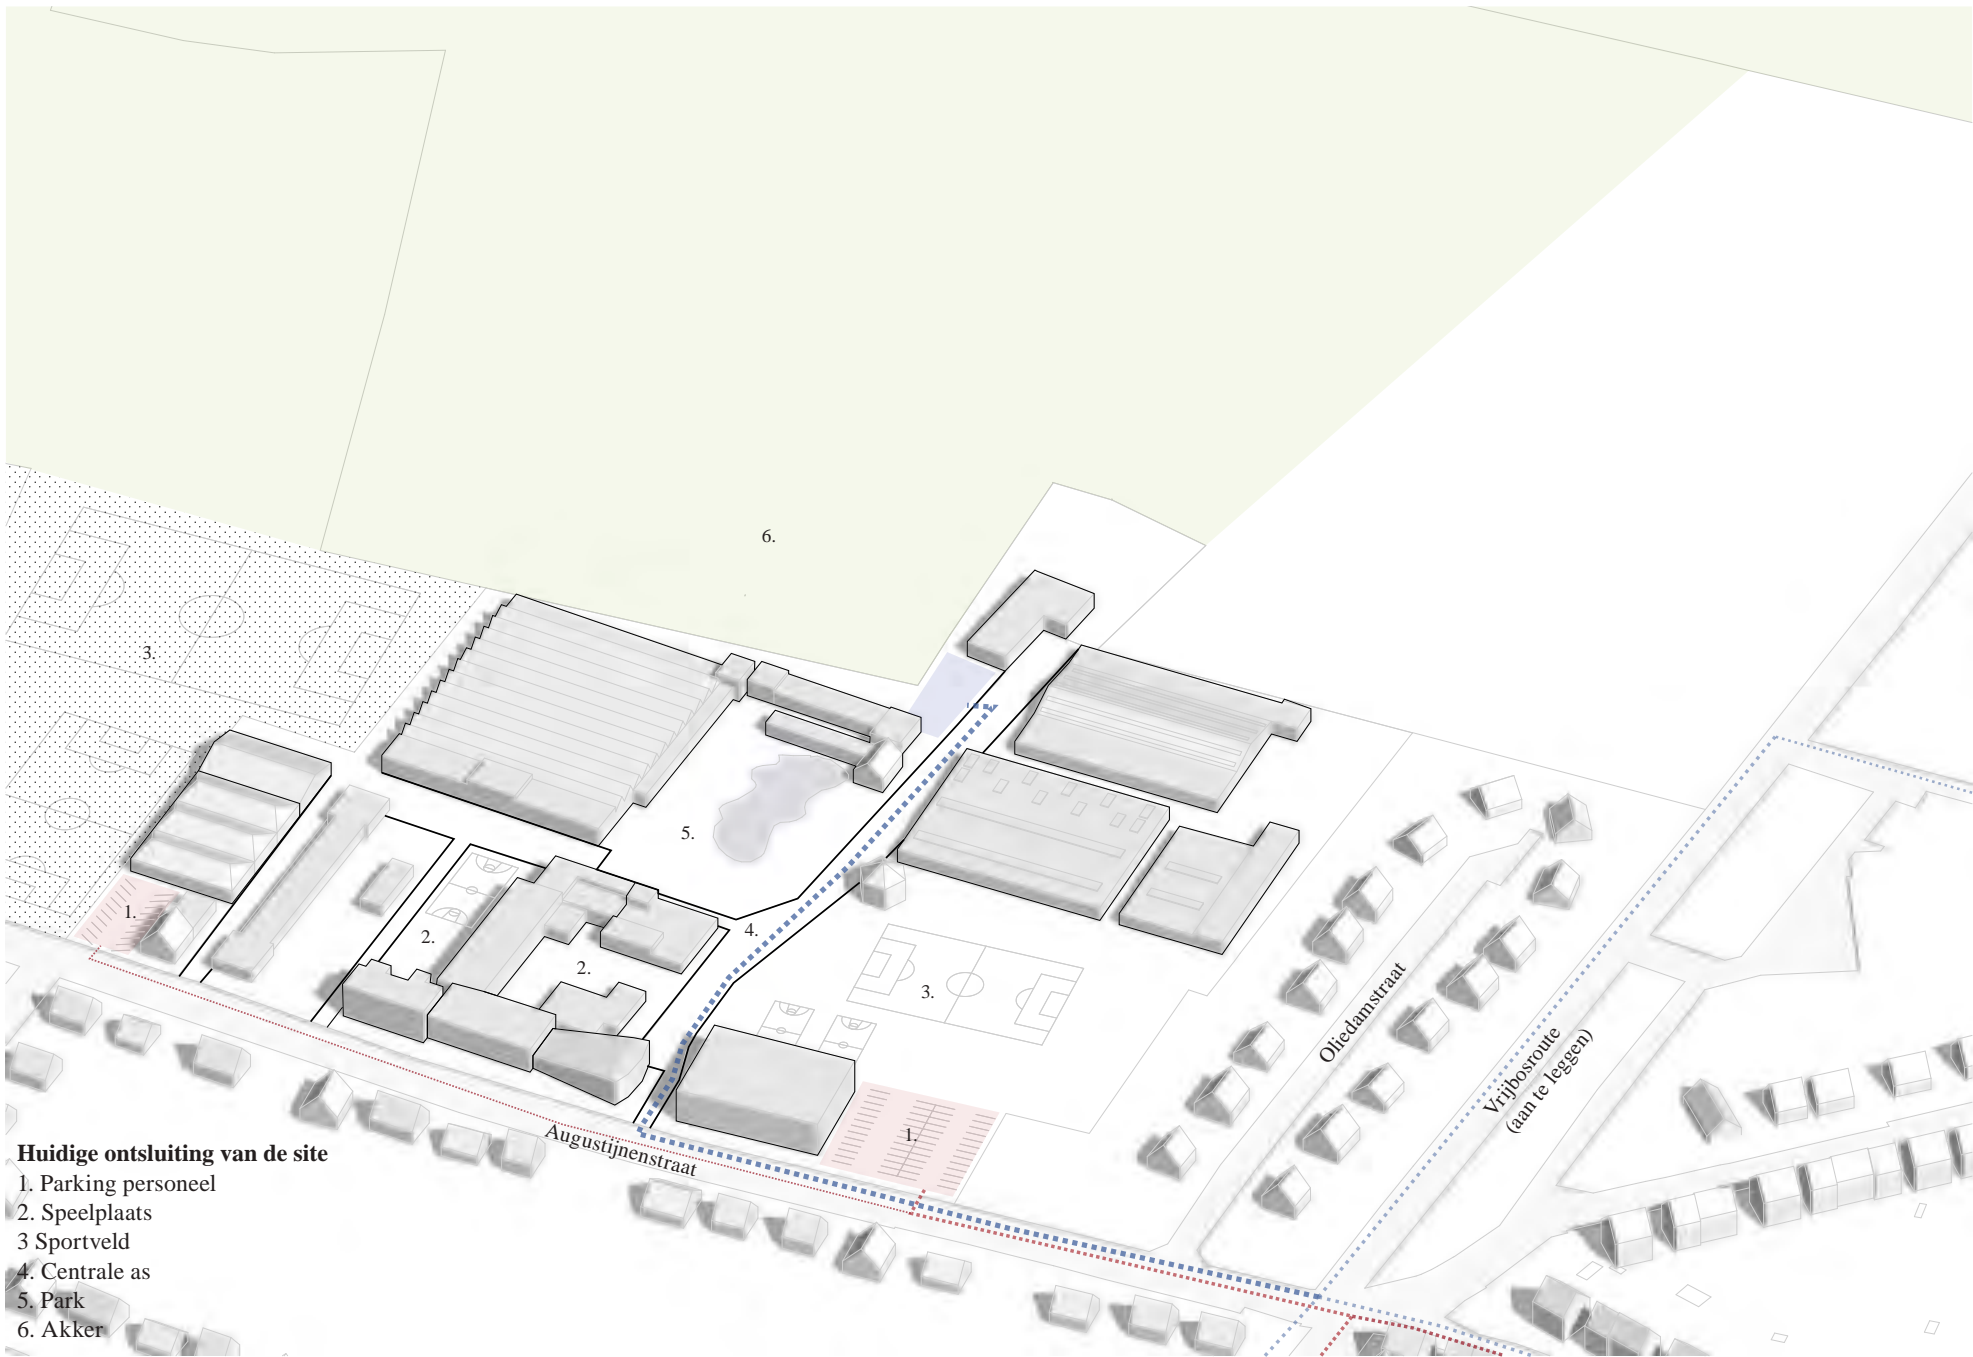 6.
3.
5.
1.
4.
2.
2.
3.
Oliedamstraat
Vrijbosroute
(aan te leggen)
1.
Augustijnenstraat
Huidige ontsluiting van de site
1. Parking personeel
2. Speelplaats
3 Sportveld
4. Centrale as
5. Park
6. Akker